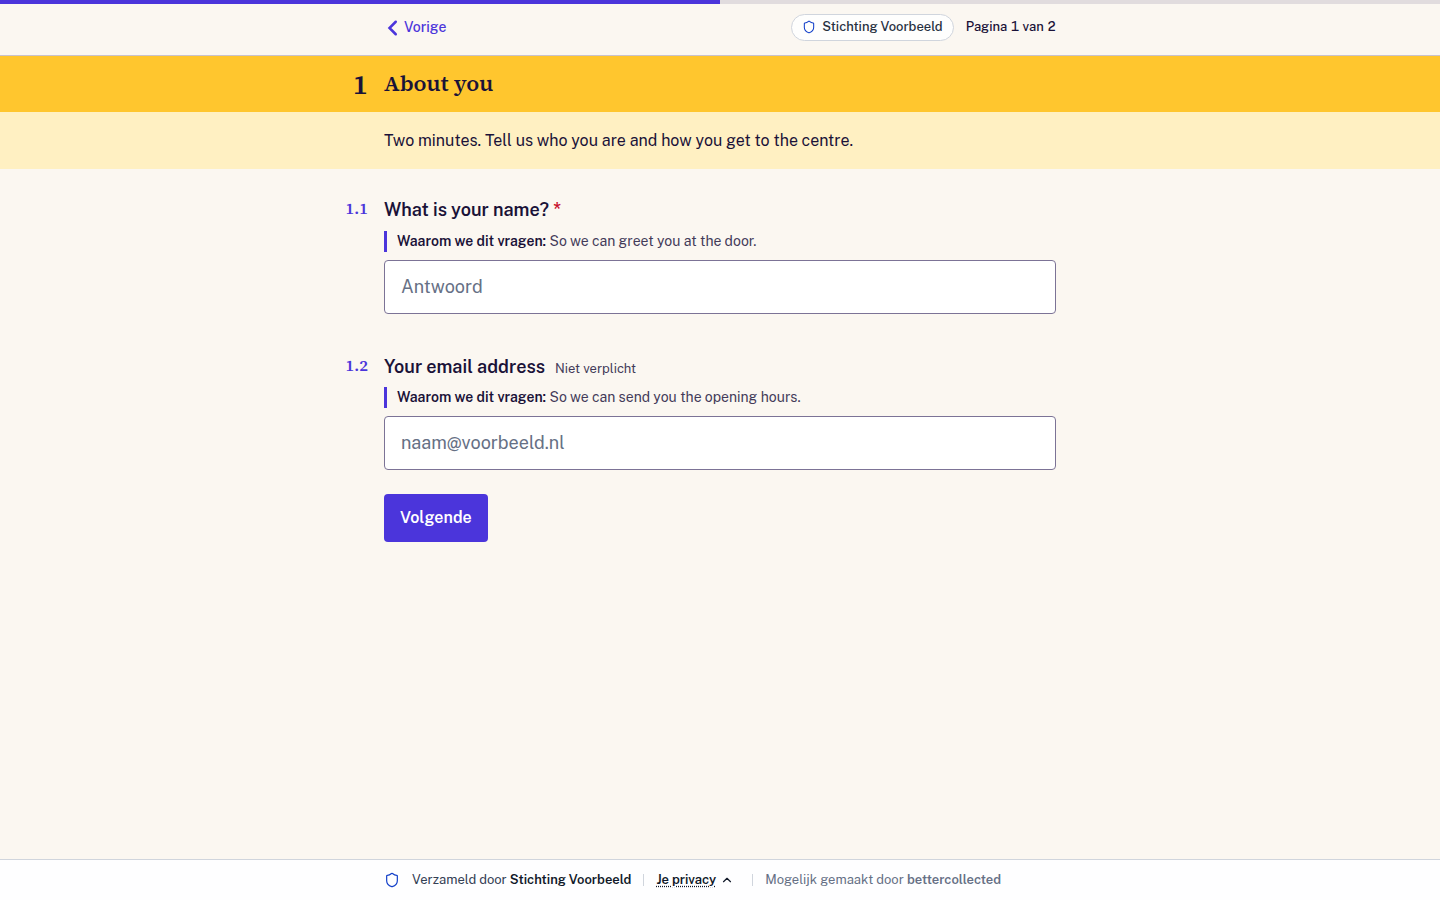 Vorige
Stichting Voorbeeld
Pagina 1 van 2
1 About you
Two minutes. Tell us who you are and how you get to the centre.
1.1 What is your name? *
Waarom we dit vragen: So we can greet you at the door.
Antwoord
1.2 Your email address Niet verplicht
Waarom we dit vragen: So we can send you the opening hours.
naam@voorbeeld.nl
Volgende
Verzameld door Stichting Voorbeeld
Je privacy
Mogelijk gemaakt door bettercollected